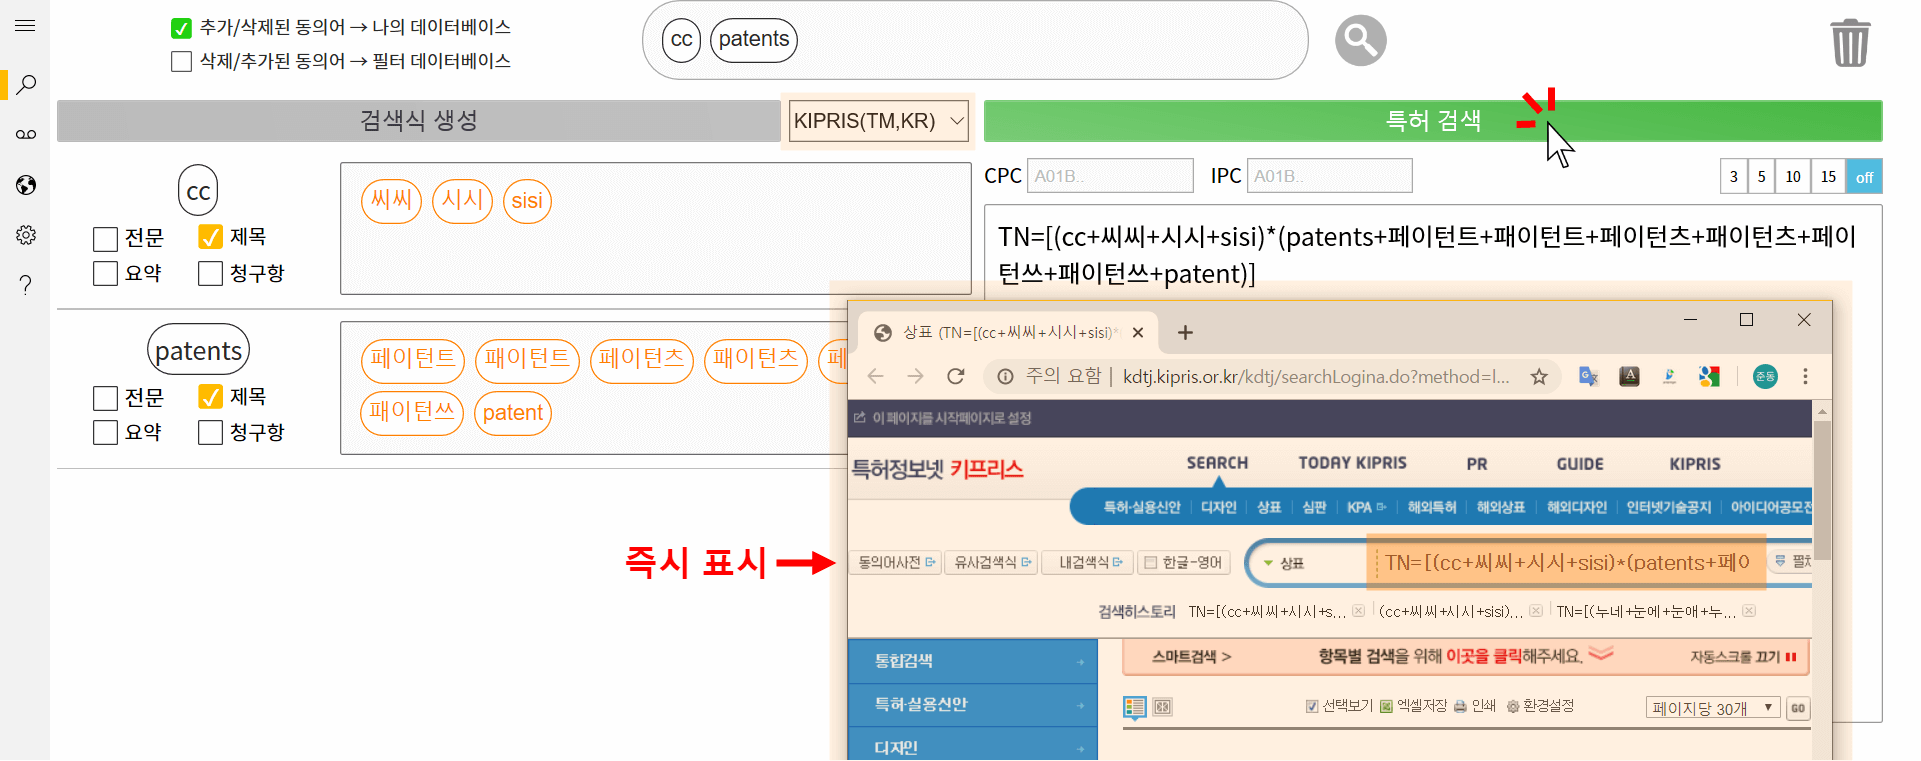 추가/삭제된 동의어 → 나의 데이터베이스
삭제/추가된 동의어 → 필터 데이터베이스
cc patents
검색식 생성
KIPRIS(TM,KR)
특허 검색
cc
전문 제목
요약 청구항
씨씨 시시 sisi
CPC A01B.. IPC A01B..
3 5 10 15 off
TN=[(cc+씨씨+시시+sisi)*(patents+페이턴트+패이턴트+페이턴츠+패이턴츠+페이
턴쓰+패이턴쓰+patent)]
patents
전문 제목
요약 청구항
페이턴트 패이턴트 페이턴츠 패이턴츠 페
패이턴쓰 patent
즉시 표시
상표 (TN=[(cc+씨씨+시시+sisi)*
주의 요함 | kdtj.kipris.or.kr/kdtj/searchLogina.do?method=l...
준동
이 페이지를 시작페이지로 설정
특허정보넷 키프리스
SEARCH TODAY KIPRIS PR GUIDE KIPRIS
특허·실용신안 디자인 상표 심판 KPA 해외특허 해외상표 해외디자인 인터넷기술공지 아이디어공모전
동의어사전 유사검색식 내검색식 한글-영어
상표 TN=[(cc+씨씨+시시+sisi)*(patents+페이 펼치
검색히스토리 TN=[(cc+씨씨+시시+s... (cc+씨씨+시시+sisi)... TN=[(누네+눈에+눈애+누...
통합검색
특허·실용신안
디자인
스마트검색 > 항목별 검색을 위해 이곳을 클릭해주세요. 자동스크롤 끄기
선택보기 엑셀저장 인쇄 환경설정 페이지당 30개 GO